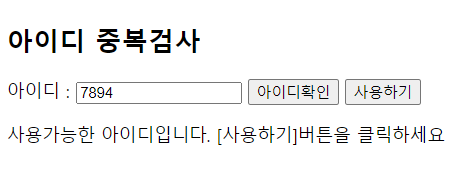 아이디 중복검사
아이디 : 7894 아이디확인 사용하기
사용가능한 아이디입니다. [사용하기]버튼을 클릭하세요